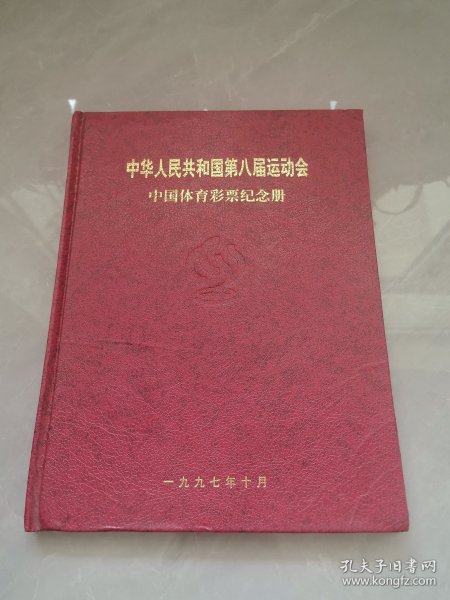 中华人民共和国第八届运动会
中国体育彩票纪念册
一九九七年十月
孔夫子旧书网
www.kongfz.com